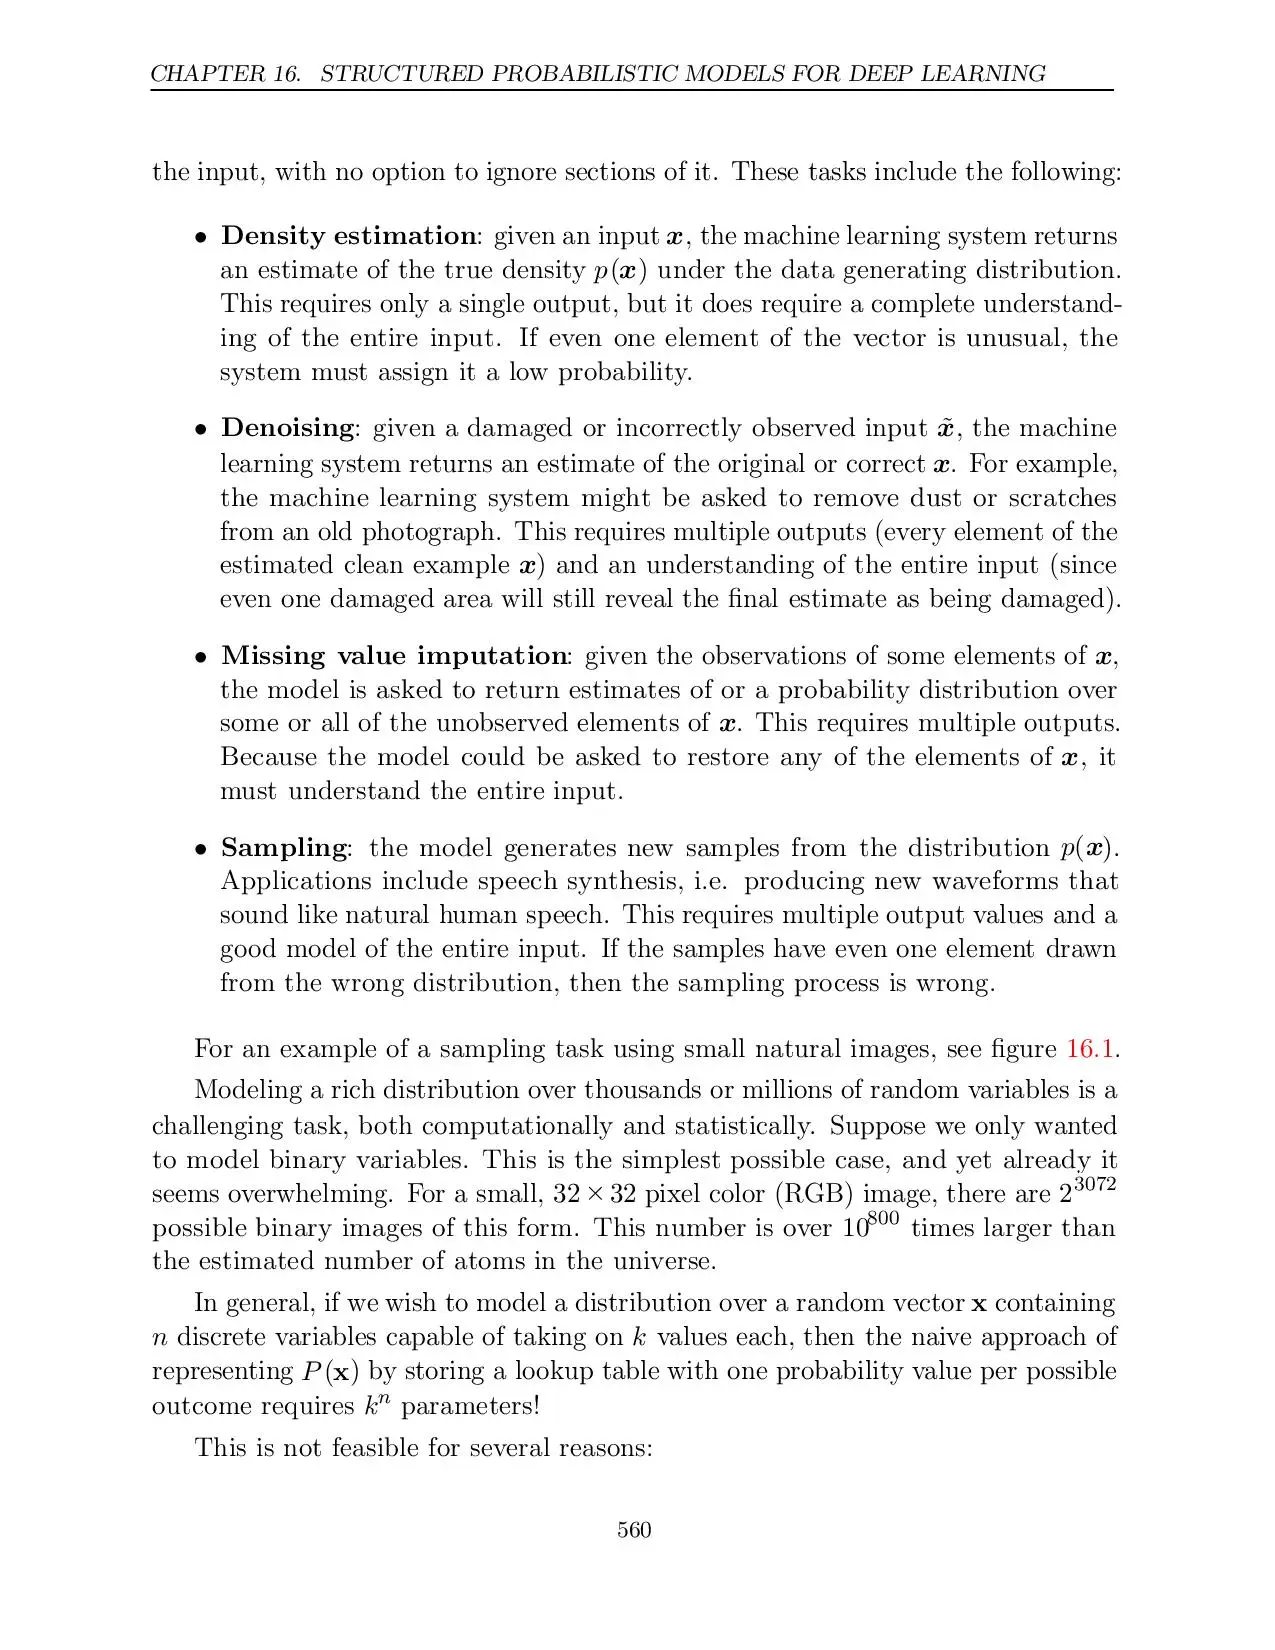 CHAPTER 16. STRUCTURED PROBABILISTIC MODELS FOR DEEP LEARNING
the input, with no option to ignore sections of it. These tasks include the following:
• Density estimation: given an input x, the machine learning system returns
an estimate of the true density p(x) under the data generating distribution.
This requires only a single output, but it does require a complete understand-
ing of the entire input. If even one element of the vector is unusual, the
system must assign it a low probability.
• Denoising: given a damaged or incorrectly observed input x̃, the machine
learning system returns an estimate of the original or correct x. For example,
the machine learning system might be asked to remove dust or scratches
from an old photograph. This requires multiple outputs (every element of the
estimated clean example x) and an understanding of the entire input (since
even one damaged area will still reveal the final estimate as being damaged).
• Missing value imputation: given the observations of some elements of x,
the model is asked to return estimates of or a probability distribution over
some or all of the unobserved elements of x. This requires multiple outputs.
Because the model could be asked to restore any of the elements of x, it
must understand the entire input.
• Sampling: the model generates new samples from the distribution p(x).
Applications include speech synthesis, i.e. producing new waveforms that
sound like natural human speech. This requires multiple output values and a
good model of the entire input. If the samples have even one element drawn
from the wrong distribution, then the sampling process is wrong.
For an example of a sampling task using small natural images, see figure 16.1.
Modeling a rich distribution over thousands or millions of random variables is a
challenging task, both computationally and statistically. Suppose we only wanted
to model binary variables. This is the simplest possible case, and yet already it
seems overwhelming. For a small, 32 × 32 pixel color (RGB) image, there are 2^3072
possible binary images of this form. This number is over 10^800 times larger than
the estimated number of atoms in the universe.
In general, if we wish to model a distribution over a random vector x containing
n discrete variables capable of taking on k values each, then the naive approach of
representing P(x) by storing a lookup table with one probability value per possible
outcome requires k^n parameters!
This is not feasible for several reasons:
560